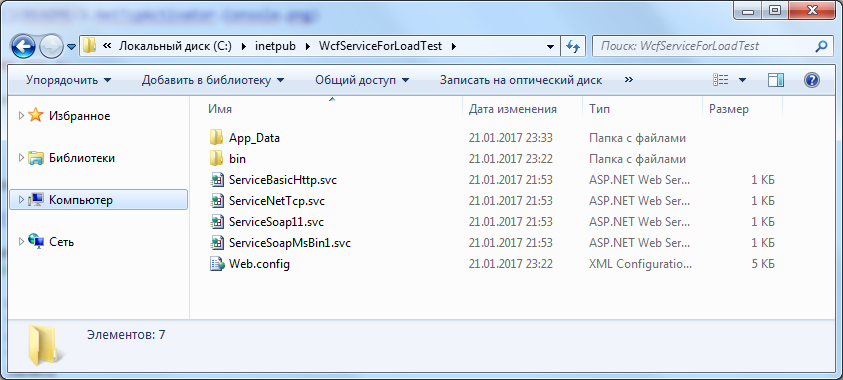 Локальный диск (C:) ▸ inetpub ▸ WcfServiceForLoadTest ▸
Поиск: WcfServiceForLoadTest
Упорядочить Добавить в библиотеку Общий доступ Записать на оптический диск »
Избранное
Библиотеки
Компьютер
Сеть
Имя Дата изменения Тип Размер
App_Data 21.01.2017 23:33 Папка с файлами
bin 21.01.2017 23:22 Папка с файлами
ServiceBasicHttp.svc 21.01.2017 21:53 ASP.NET Web Ser... 1 КБ
ServiceNetTcp.svc 21.01.2017 21:53 ASP.NET Web Ser... 1 КБ
ServiceSoap11.svc 21.01.2017 21:53 ASP.NET Web Ser... 1 КБ
ServiceSoapMsBin1.svc 21.01.2017 21:53 ASP.NET Web Ser... 1 КБ
Web.config 21.01.2017 23:22 XML Configuratio... 5 КБ
Элементов: 7